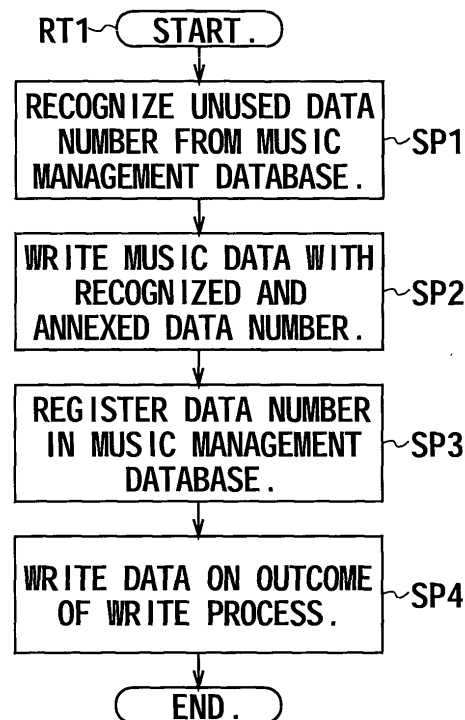 RT1 START.
RECOGNIZE UNUSED DATA
NUMBER FROM MUSIC
MANAGEMENT DATABASE.
SP1
WRITE MUSIC DATA WITH
RECOGNIZED AND
ANNEXED DATA NUMBER.
SP2
REGISTER DATA NUMBER
IN MUSIC MANAGEMENT
DATABASE.
SP3
WRITE DATA ON OUTCOME
OF WRITE PROCESS.
SP4
END.